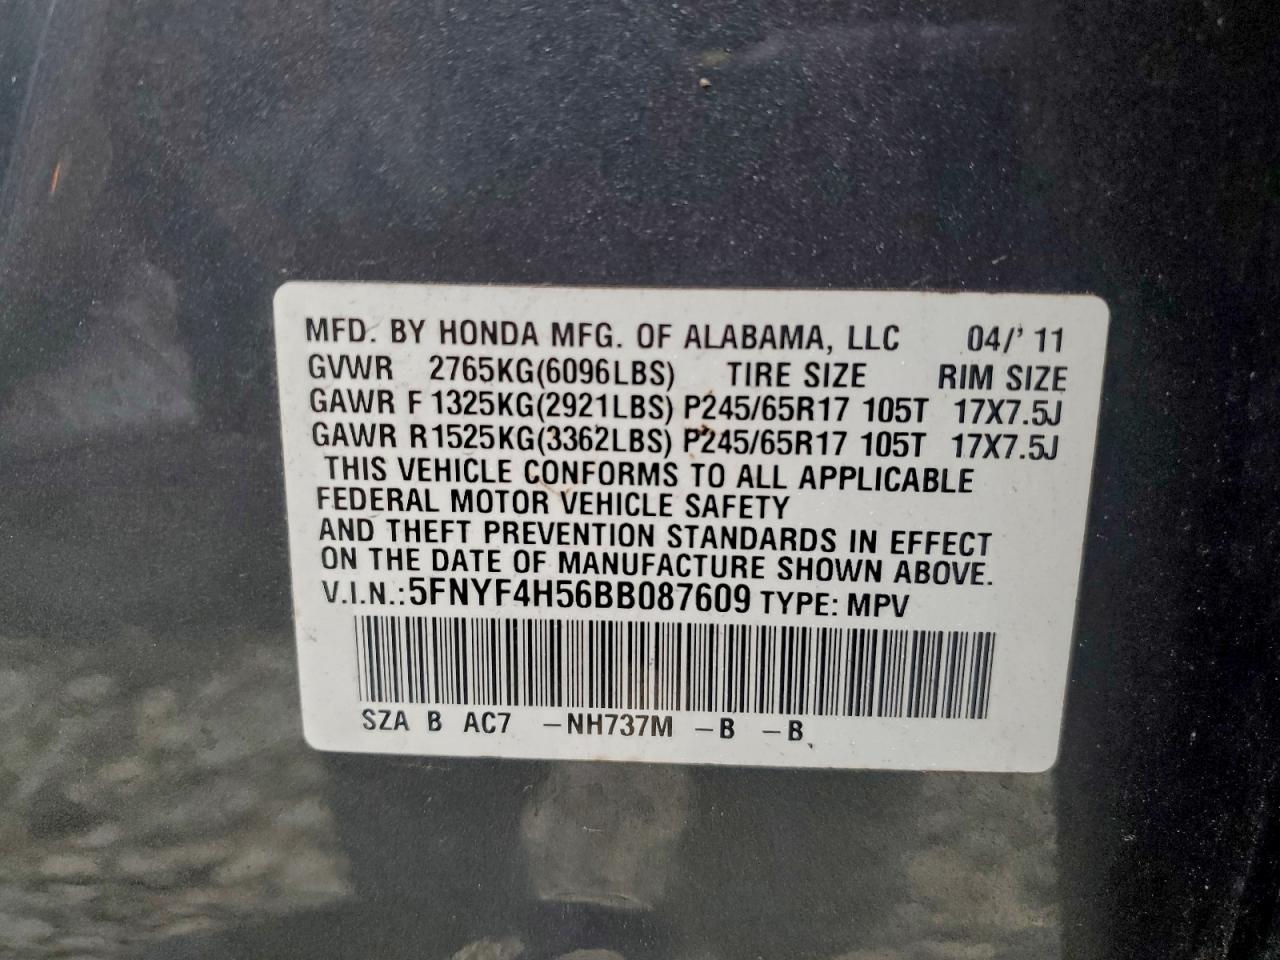 MFD. BY HONDA MFG. OF ALABAMA, LLC 04/' 11
GVWR 2765KG(6096LBS) TIRE SIZE RIM SIZE
GAWR F 1325KG(2921LBS) P245/65R17 105T 17X7.5J
GAWR R 1525KG(3362LBS) P245/65R17 105T 17X7.5J
THIS VEHICLE CONFORMS TO ALL APPLICABLE
FEDERAL MOTOR VEHICLE SAFETY
AND THEFT PREVENTION STANDARDS IN EFFECT
ON THE DATE OF MANUFACTURE SHOWN ABOVE.
V.I.N.: 5FNYF4H56BB087609 TYPE: MPV
SZA B AC7 –NH737M –B –B